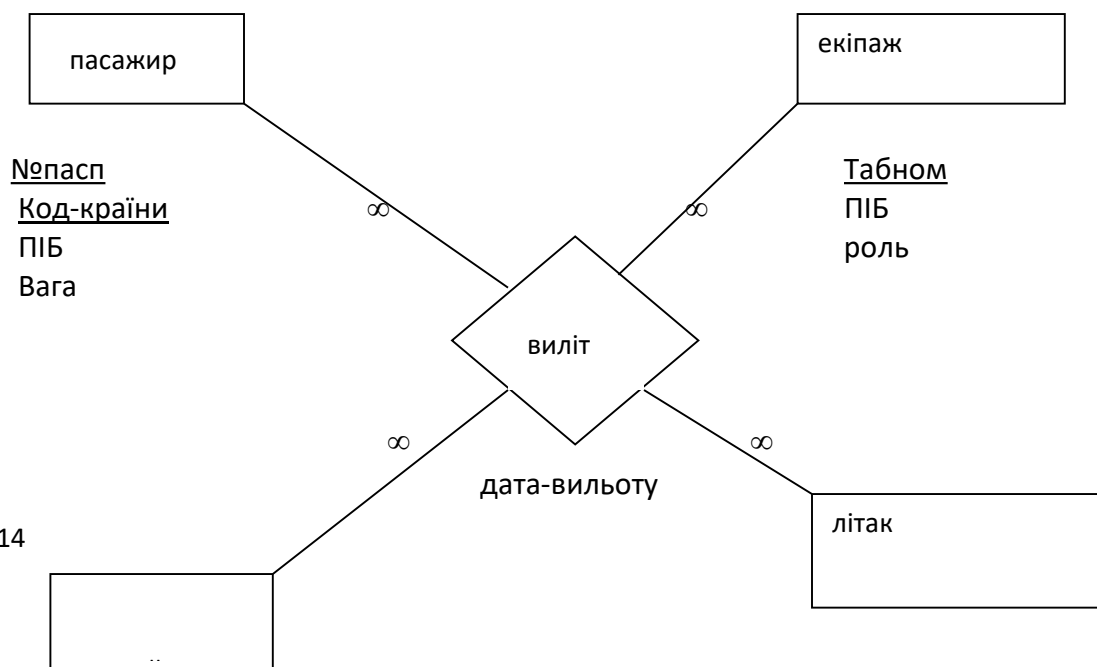 пасажир
екіпаж
№пасп
Код-країни
ПІБ
Вага
Табном
ПІБ
роль
∞
∞
виліт
∞
∞
дата-вильоту
літак
14